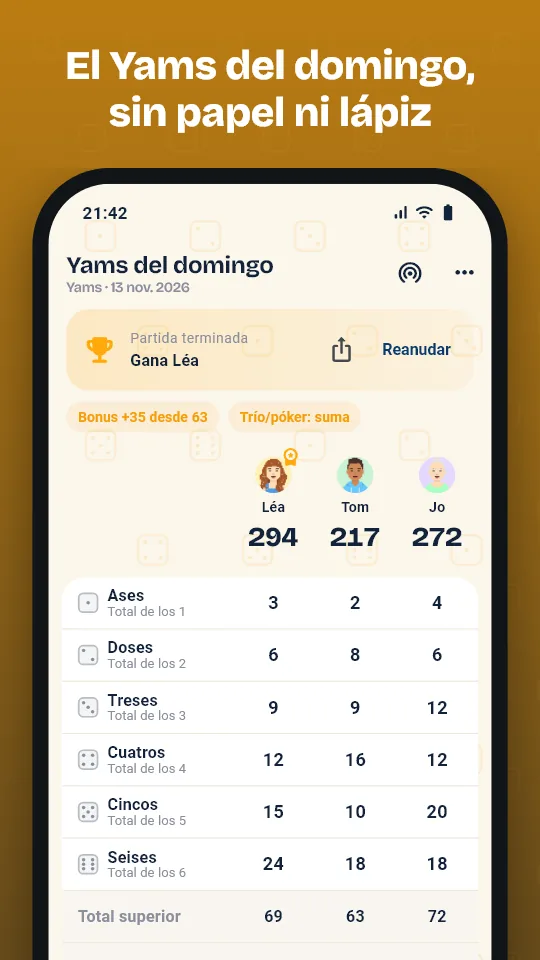 El Yams del domingo,
sin papel ni lápiz
21:42
Yams del domingo
Yams · 13 nov. 2026
Partida terminada
Gana Léa
Reanudar
Bonus +35 desde 63
Trío/póker: suma
Léa Tom Jo
294 217 272
Ases
Total de los 1
3 2 4
Doses
Total de los 2
6 8 6
Treses
Total de los 3
9 9 12
Cuatros
Total de los 4
12 16 12
Cincos
Total de los 5
15 10 20
Seises
Total de los 6
24 18 18
Total superior 69 63 72